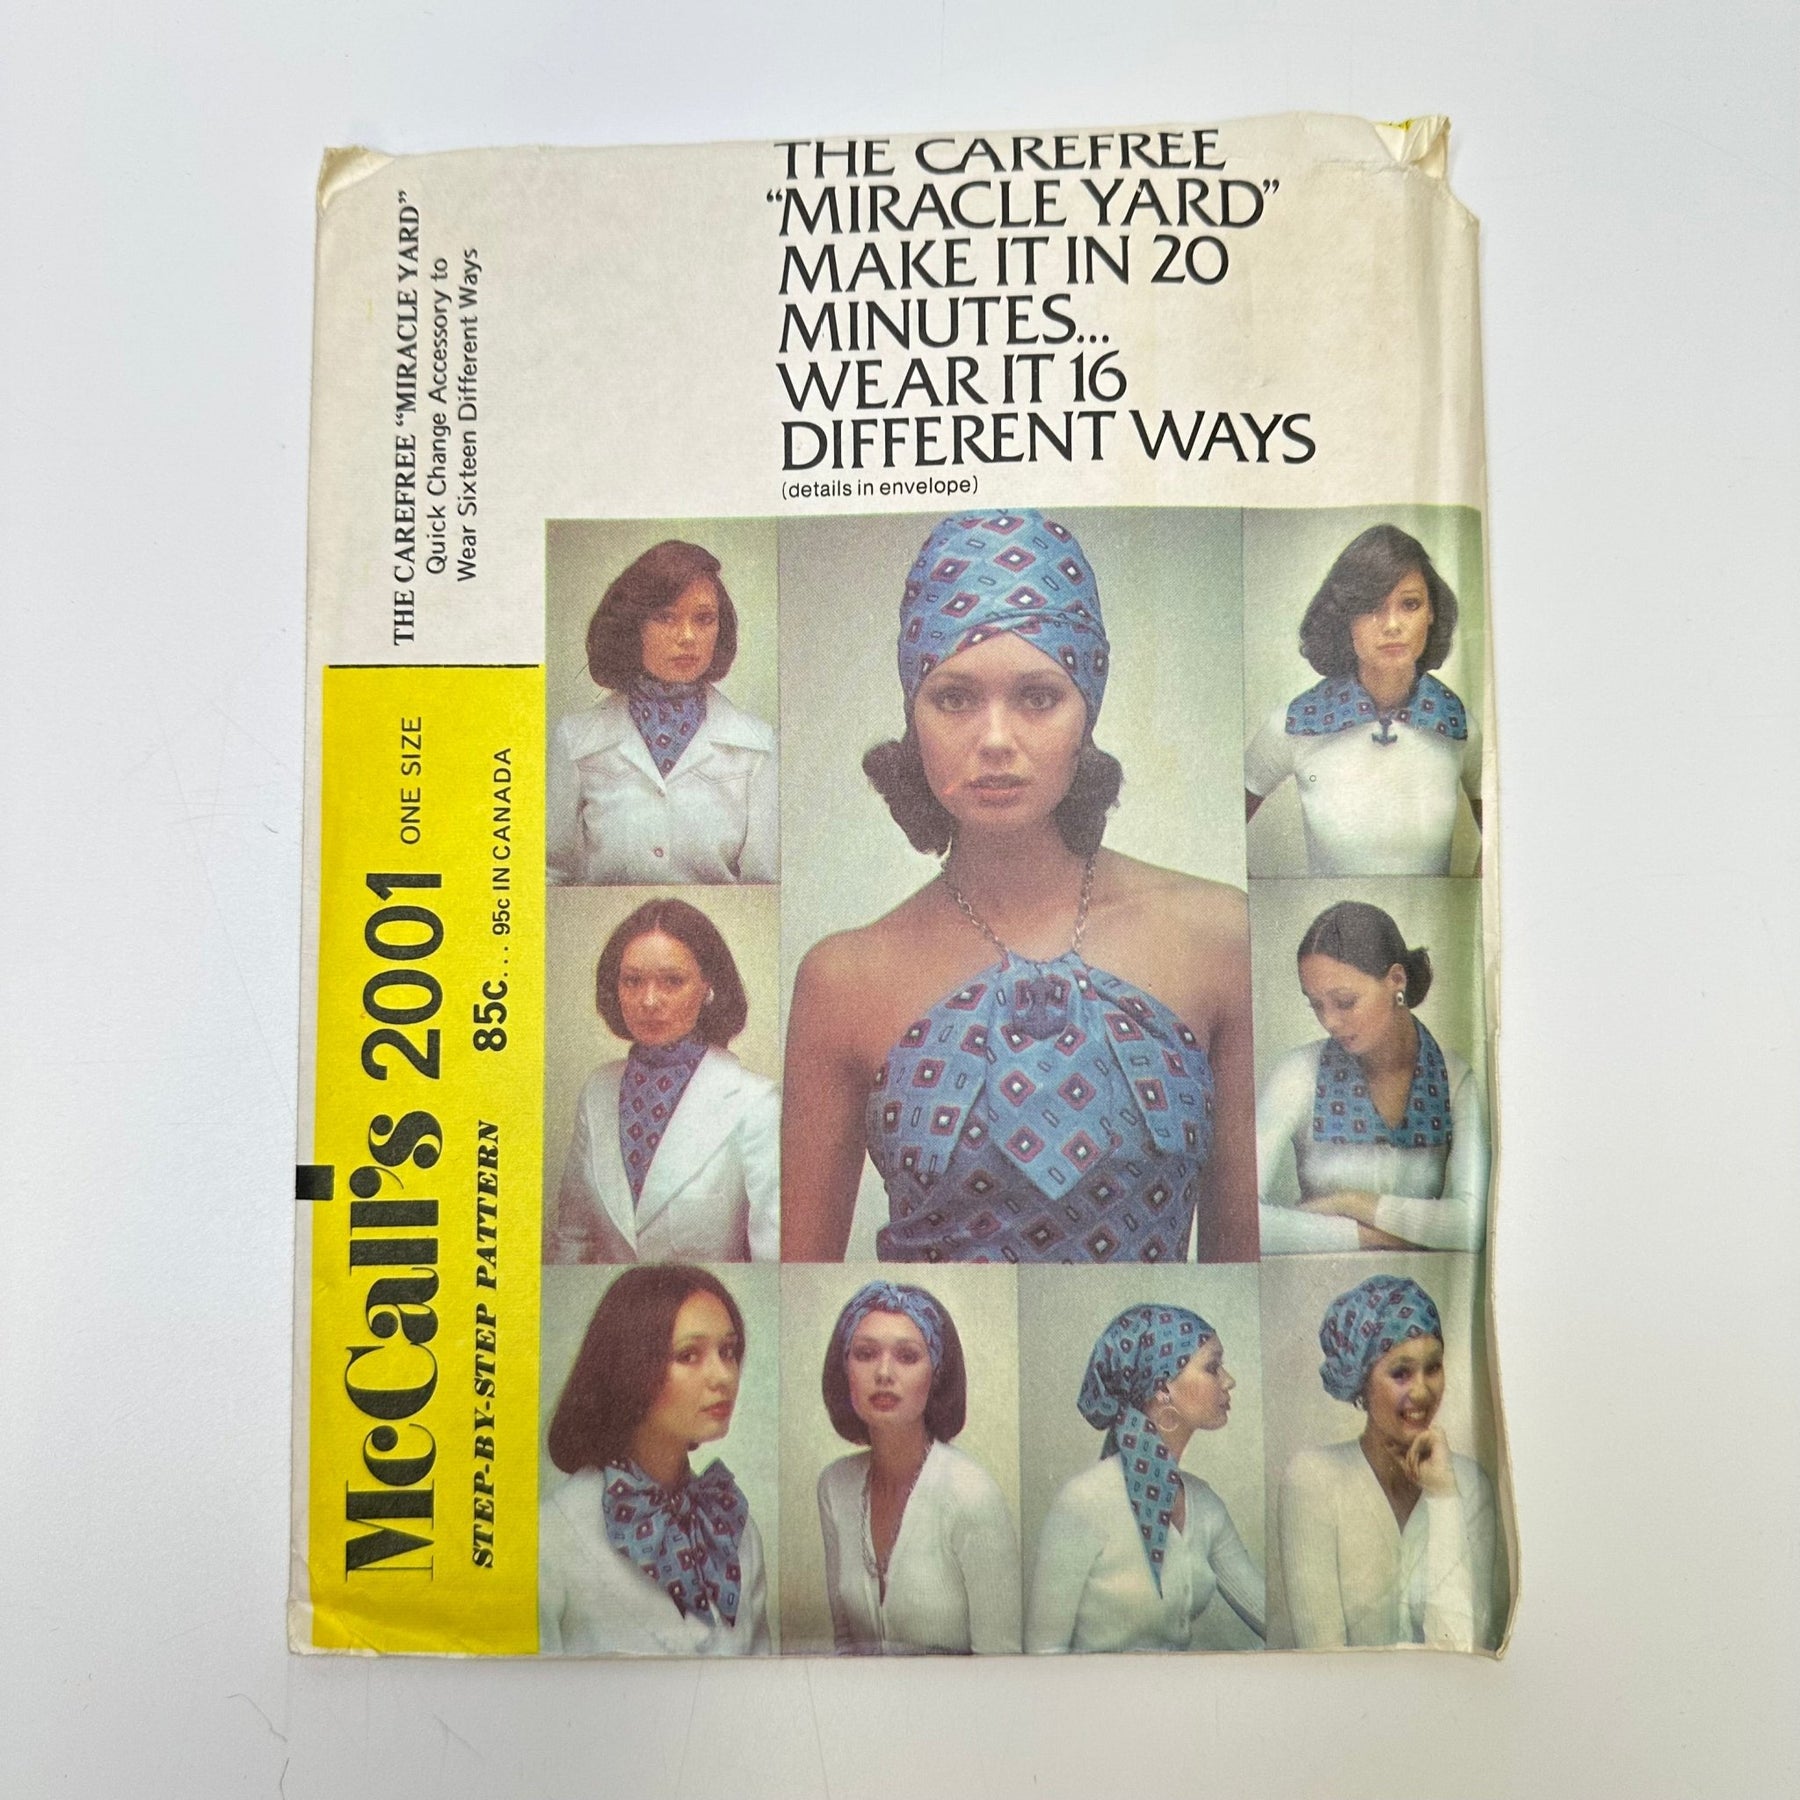 THE CAREFREE
“MIRACLE YARD”
MAKE IT IN 20
MINUTES...
WEAR IT 16
DIFFERENT WAYS
(details in envelope)
THE CAREFREE “MIRACLE YARD”
Quick Change Accessory to
Wear Sixteen Different Ways
McCall's 2001 ONE SIZE
STEP-BY-STEP PATTERN 85c.... 95c IN CANADA